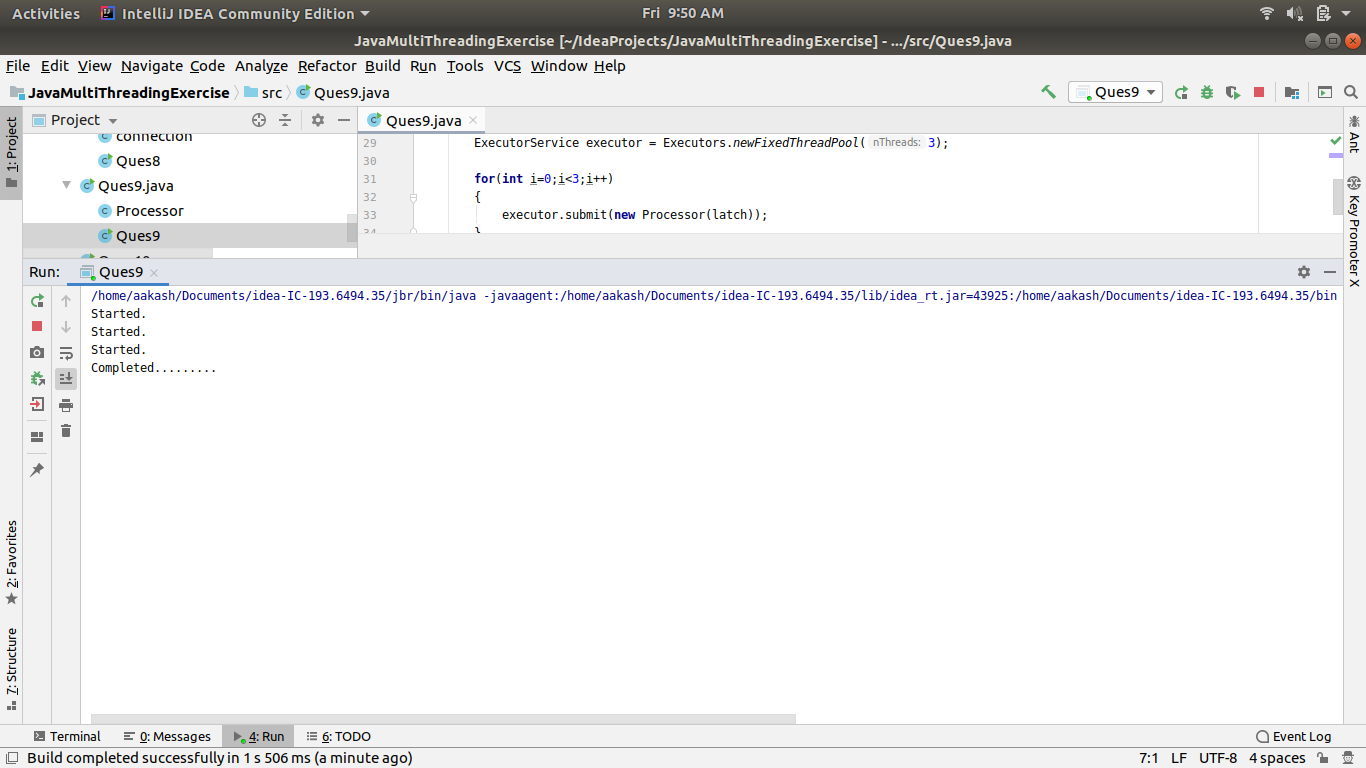 Activities IntelliJ IDEA Community Edition Fri 9:50 AM
JavaMultiThreadingExercise [~/IdeaProjects/JavaMultiThreadingExercise] - .../src/Ques9.java
File Edit View Navigate Code Analyze Refactor Build Run Tools VCS Window Help
JavaMultiThreadingExercise src Ques9.java Ques9
1: Project
Project
connection
Ques8
Ques9.java
Processor
Ques9
Ques9.java
29 ExecutorService executor = Executors.newFixedThreadPool( nThreads: 3);
30
31 for(int i=0;i<3;i++)
32 {
33 executor.submit(new Processor(latch));
34 }
Ant
Key Promoter X
Run: Ques9
/home/aakash/Documents/idea-IC-193.6494.35/jbr/bin/java -javaagent:/home/aakash/Documents/idea-IC-193.6494.35/lib/idea_rt.jar=43925:/home/aakash/Documents/idea-IC-193.6494.35/bin
Started.
Started.
Started.
Completed.........
2: Favorites
7: Structure
Terminal 0: Messages 4: Run 6: TODO Event Log
Build completed successfully in 1 s 506 ms (a minute ago) 7:1 LF UTF-8 4 spaces